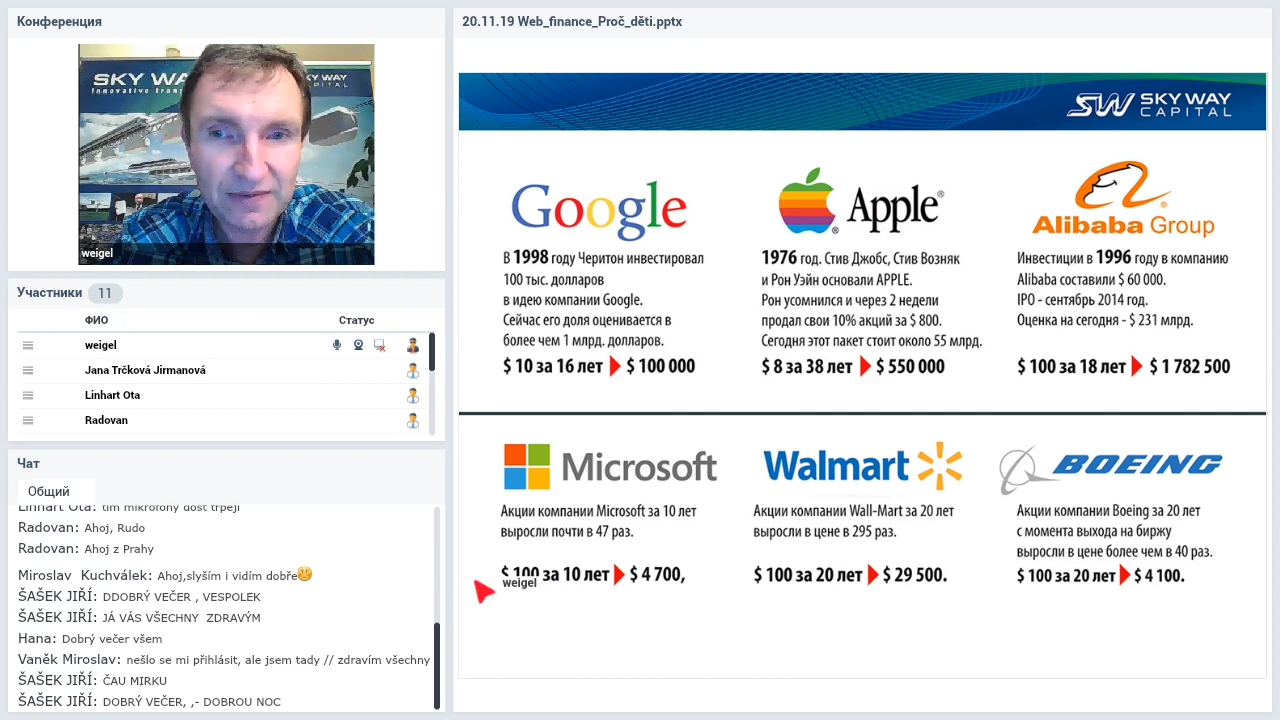 Конференция
SKY WAY
Innovative
SKY WAY
CAPITAL
weigel
Участники 11
ФИО Статус
weigel
Jana Trčková Jirmanová
Linhart Ota
Radovan
Чат
Общий
Linhart Ota: tím mikrofony dost trpějí
Radovan: Ahoj, Rudo
Radovan: Ahoj z Prahy
Miroslav Kuchválek: Ahoj,slyším i vidím dobře
ŠAŠEK JIŘÍ: DDOBRÝ VEČER , VESPOLEK
ŠAŠEK JIŘÍ: JÁ VÁS VŠECHNY ZDRAVÝM
Hana: Dobrý večer všem
Vaněk Miroslav: nešlo se mi přihlásit, ale jsem tady // zdravím všechny
ŠAŠEK JIŘÍ: ČAU MIRKU
ŠAŠEK JIŘÍ: DOBRÝ VEČER, ,- DOBROU NOC
20.11.19 Web_finance_Proč_děti.pptx
SW SKY WAY
CAPITAL
Google
В 1998 году Черитон инвестировал
100 тыс. долларов
в идею компании Google.
Сейчас его доля оценивается в
более чем 1 млрд. долларов.
$ 10 за 16 лет $ 100 000
Apple
1976 год. Стив Джобс, Стив Возняк
и Рон Уэйн основали APPLE.
Рон усомнился и через 2 недели
продал свои 10% акций за $ 800.
Сегодня этот пакет стоит около 55 млрд.
$ 8 за 38 лет $ 550 000
Alibaba Group
Инвестиции в 1996 году в компанию
Alibaba составили $ 60 000.
IPO - сентябрь 2014 год.
Оценка на сегодня - $ 231 млрд.
$ 100 за 18 лет $ 1 782 500
Microsoft
Акции компании Microsoft за 10 лет
выросли почти в 47 раз.
$ 100 за 10 лет $ 4 700,
weigel
Walmart
Акции компании Wall-Mart за 20 лет
выросли в цене в 295 раз.
$ 100 за 20 лет $ 29 500.
BOEING
Акции компании Boeing за 20 лет
с момента выхода на биржу
выросли в цене более чем в 40 раз.
$ 100 за 20 лет $ 4 100.